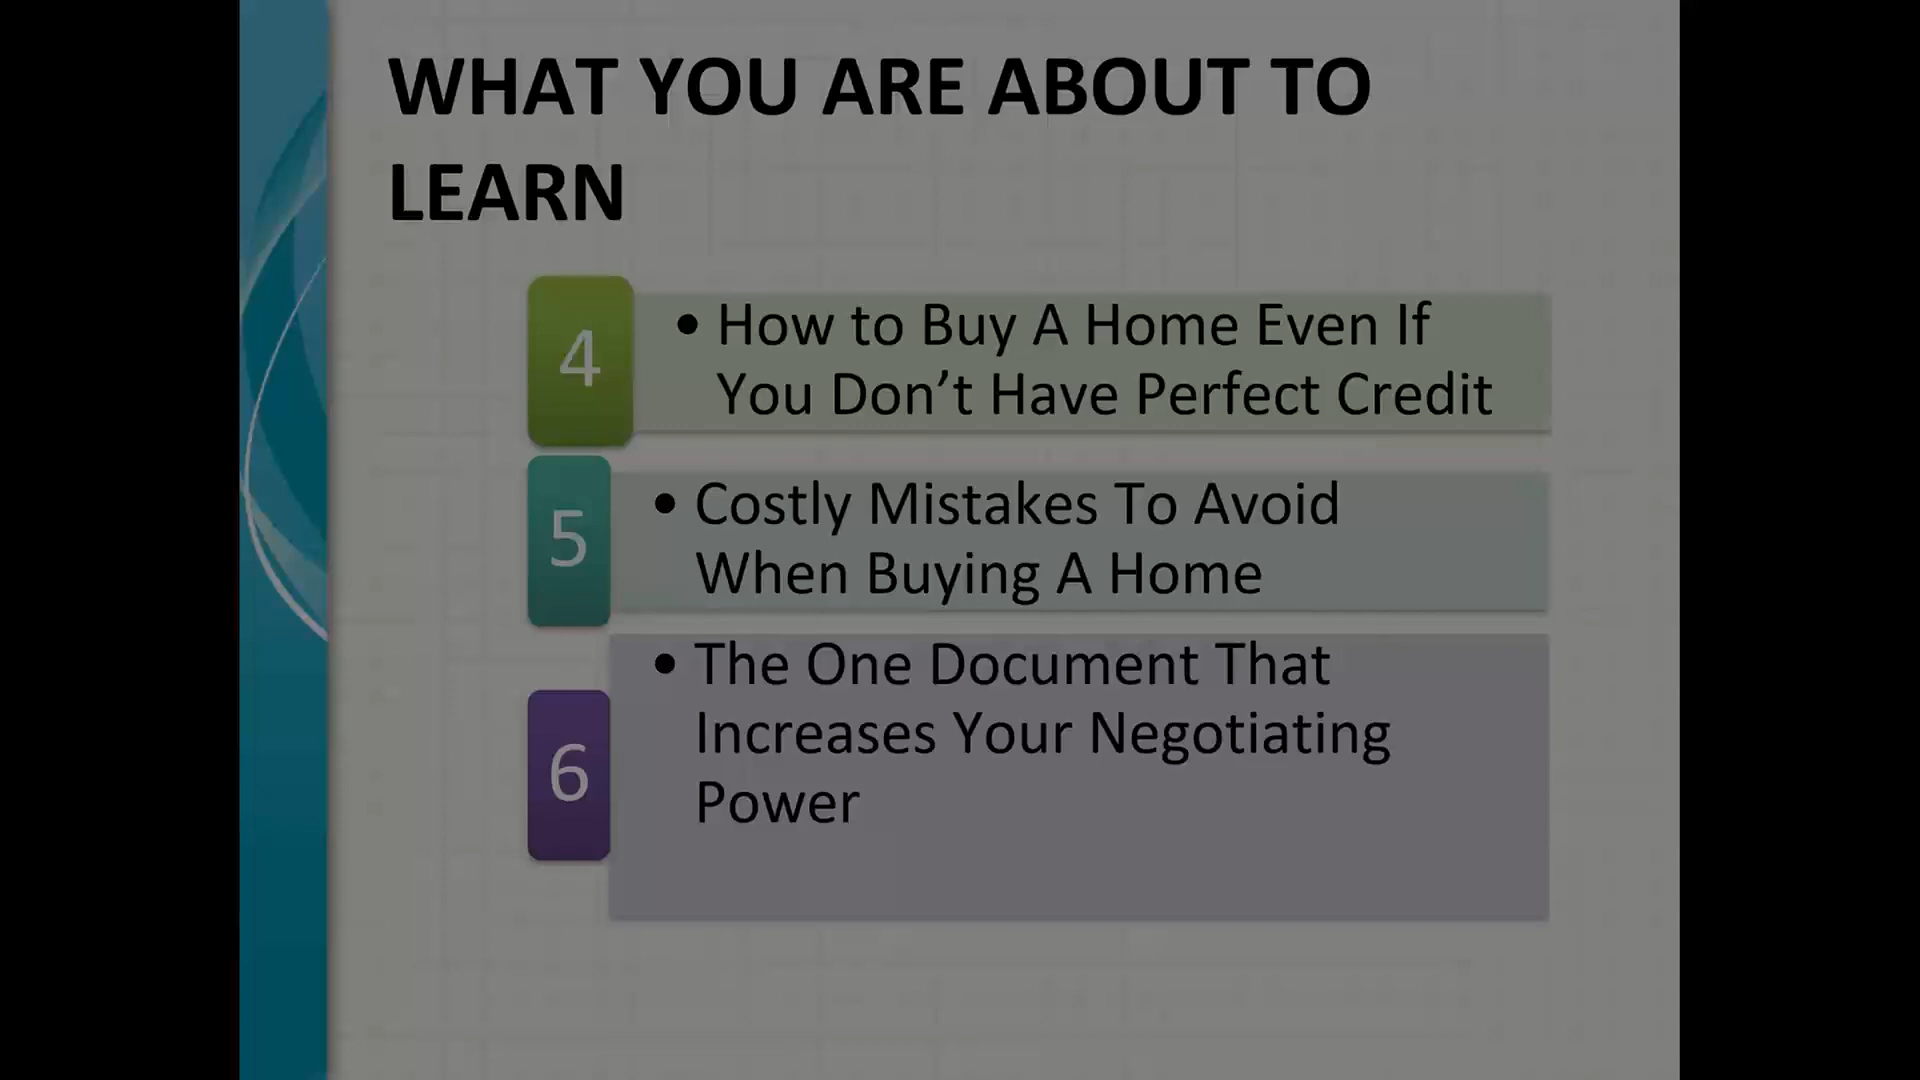 WHAT YOU ARE ABOUT TO
LEARN
4
• How to Buy A Home Even If
You Don’t Have Perfect Credit
5
• Costly Mistakes To Avoid
When Buying A Home
6
• The One Document That
Increases Your Negotiating
Power